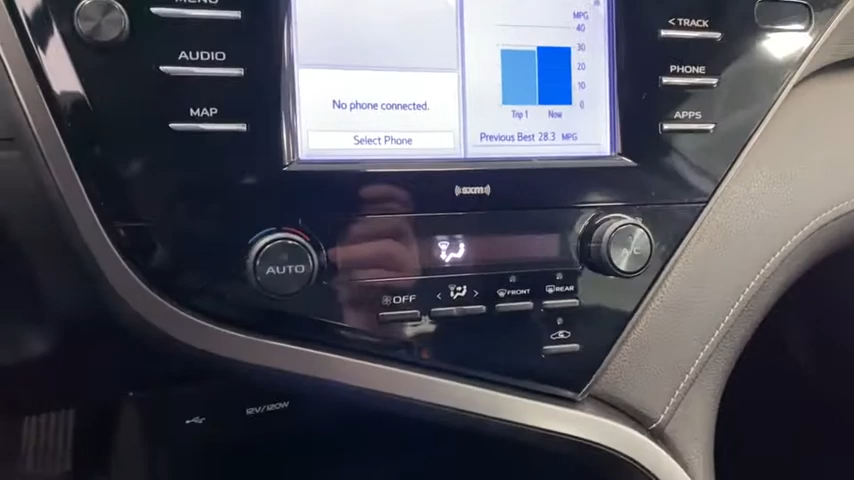 MENU
AUDIO
MAP
No phone connected.
Select Phone
MPG
40
30
20
10
0
Trip 1 Now
Previous Best 28.3 MPG
< TRACK
PHONE
APPS
sxm
AUTO
A/C
OFF
< >
FRONT
REAR
12V/120W